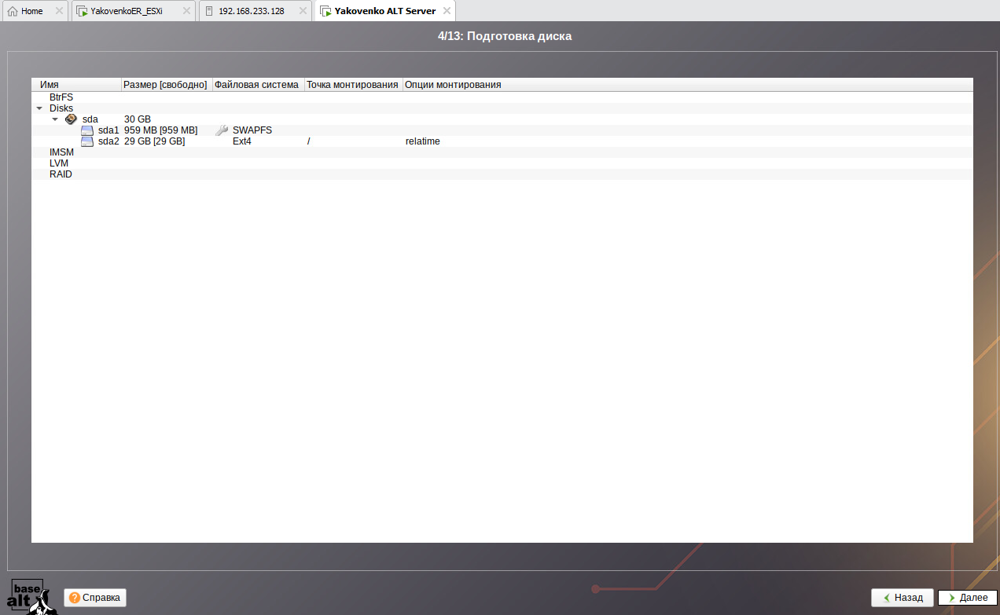 Home YakovenkoER_ESXi 192.168.233.128 Yakovenko ALT Server
4/13: Подготовка диска
Имя Размер [свободно] Файловая система Точка монтирования Опции монтирования
BtrFS
Disks
sda 30 GB
sda1 959 MB [959 MB] SWAPFS
sda2 29 GB [29 GB] Ext4 / relatime
IMSM
LVM
RAID
base
alt
Справка Назад Далее